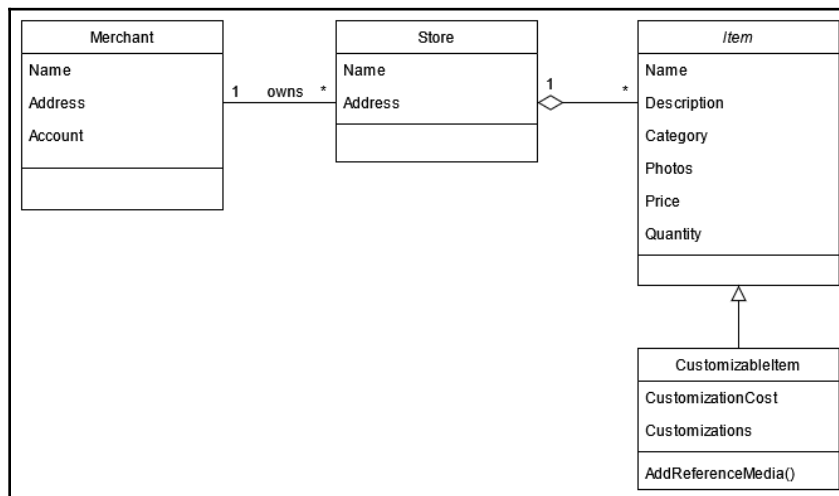 Merchant
Name
Address
Account
1 owns *
Store
Name
Address
1 *
Item
Name
Description
Category
Photos
Price
Quantity
CustomizableItem
CustomizationCost
Customizations
AddReferenceMedia()